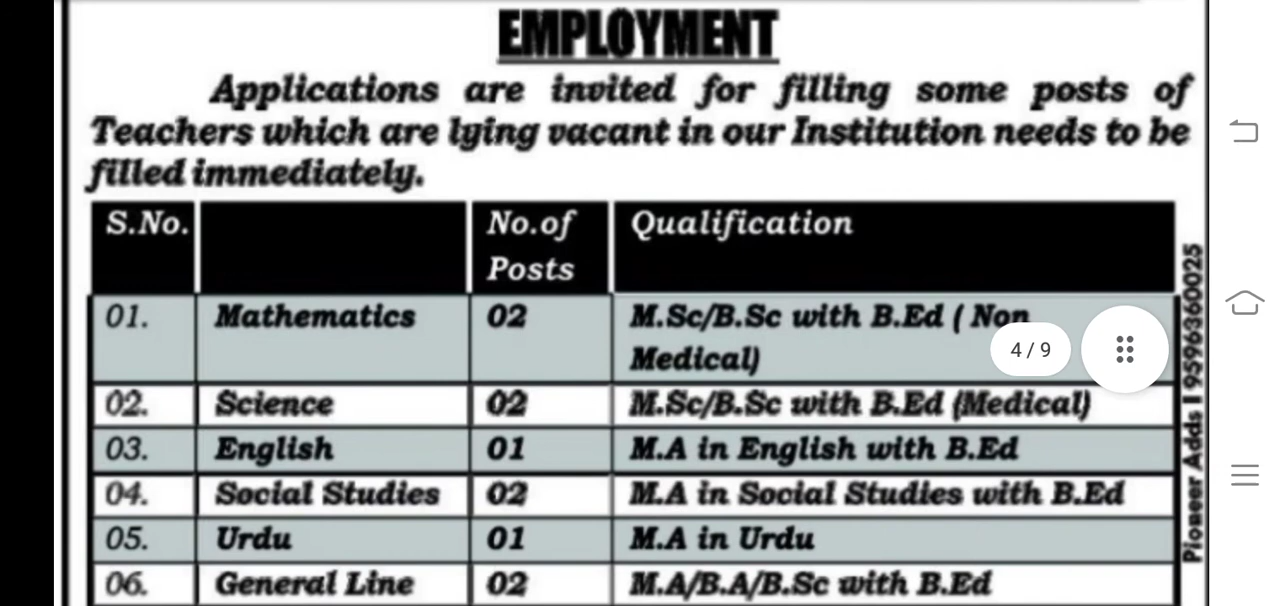 EMPLOYMENT
Applications are invited for filling some posts of
Teachers which are lying vacant in our Institution needs to be
filled immediately.
S.No. No.of Posts Qualification
01. Mathematics 02 M.Sc/B.Sc with B.Ed ( Non
Medical)
02. Science 02 M.Sc/B.Sc with B.Ed (Medical)
03. English 01 M.A in English with B.Ed
04. Social Studies 02 M.A in Social Studies with B.Ed
05. Urdu 01 M.A in Urdu
06. General Line 02 M.A/B.A/B.Sc with B.Ed
4 / 9
Pioneer Adds I 9596360025